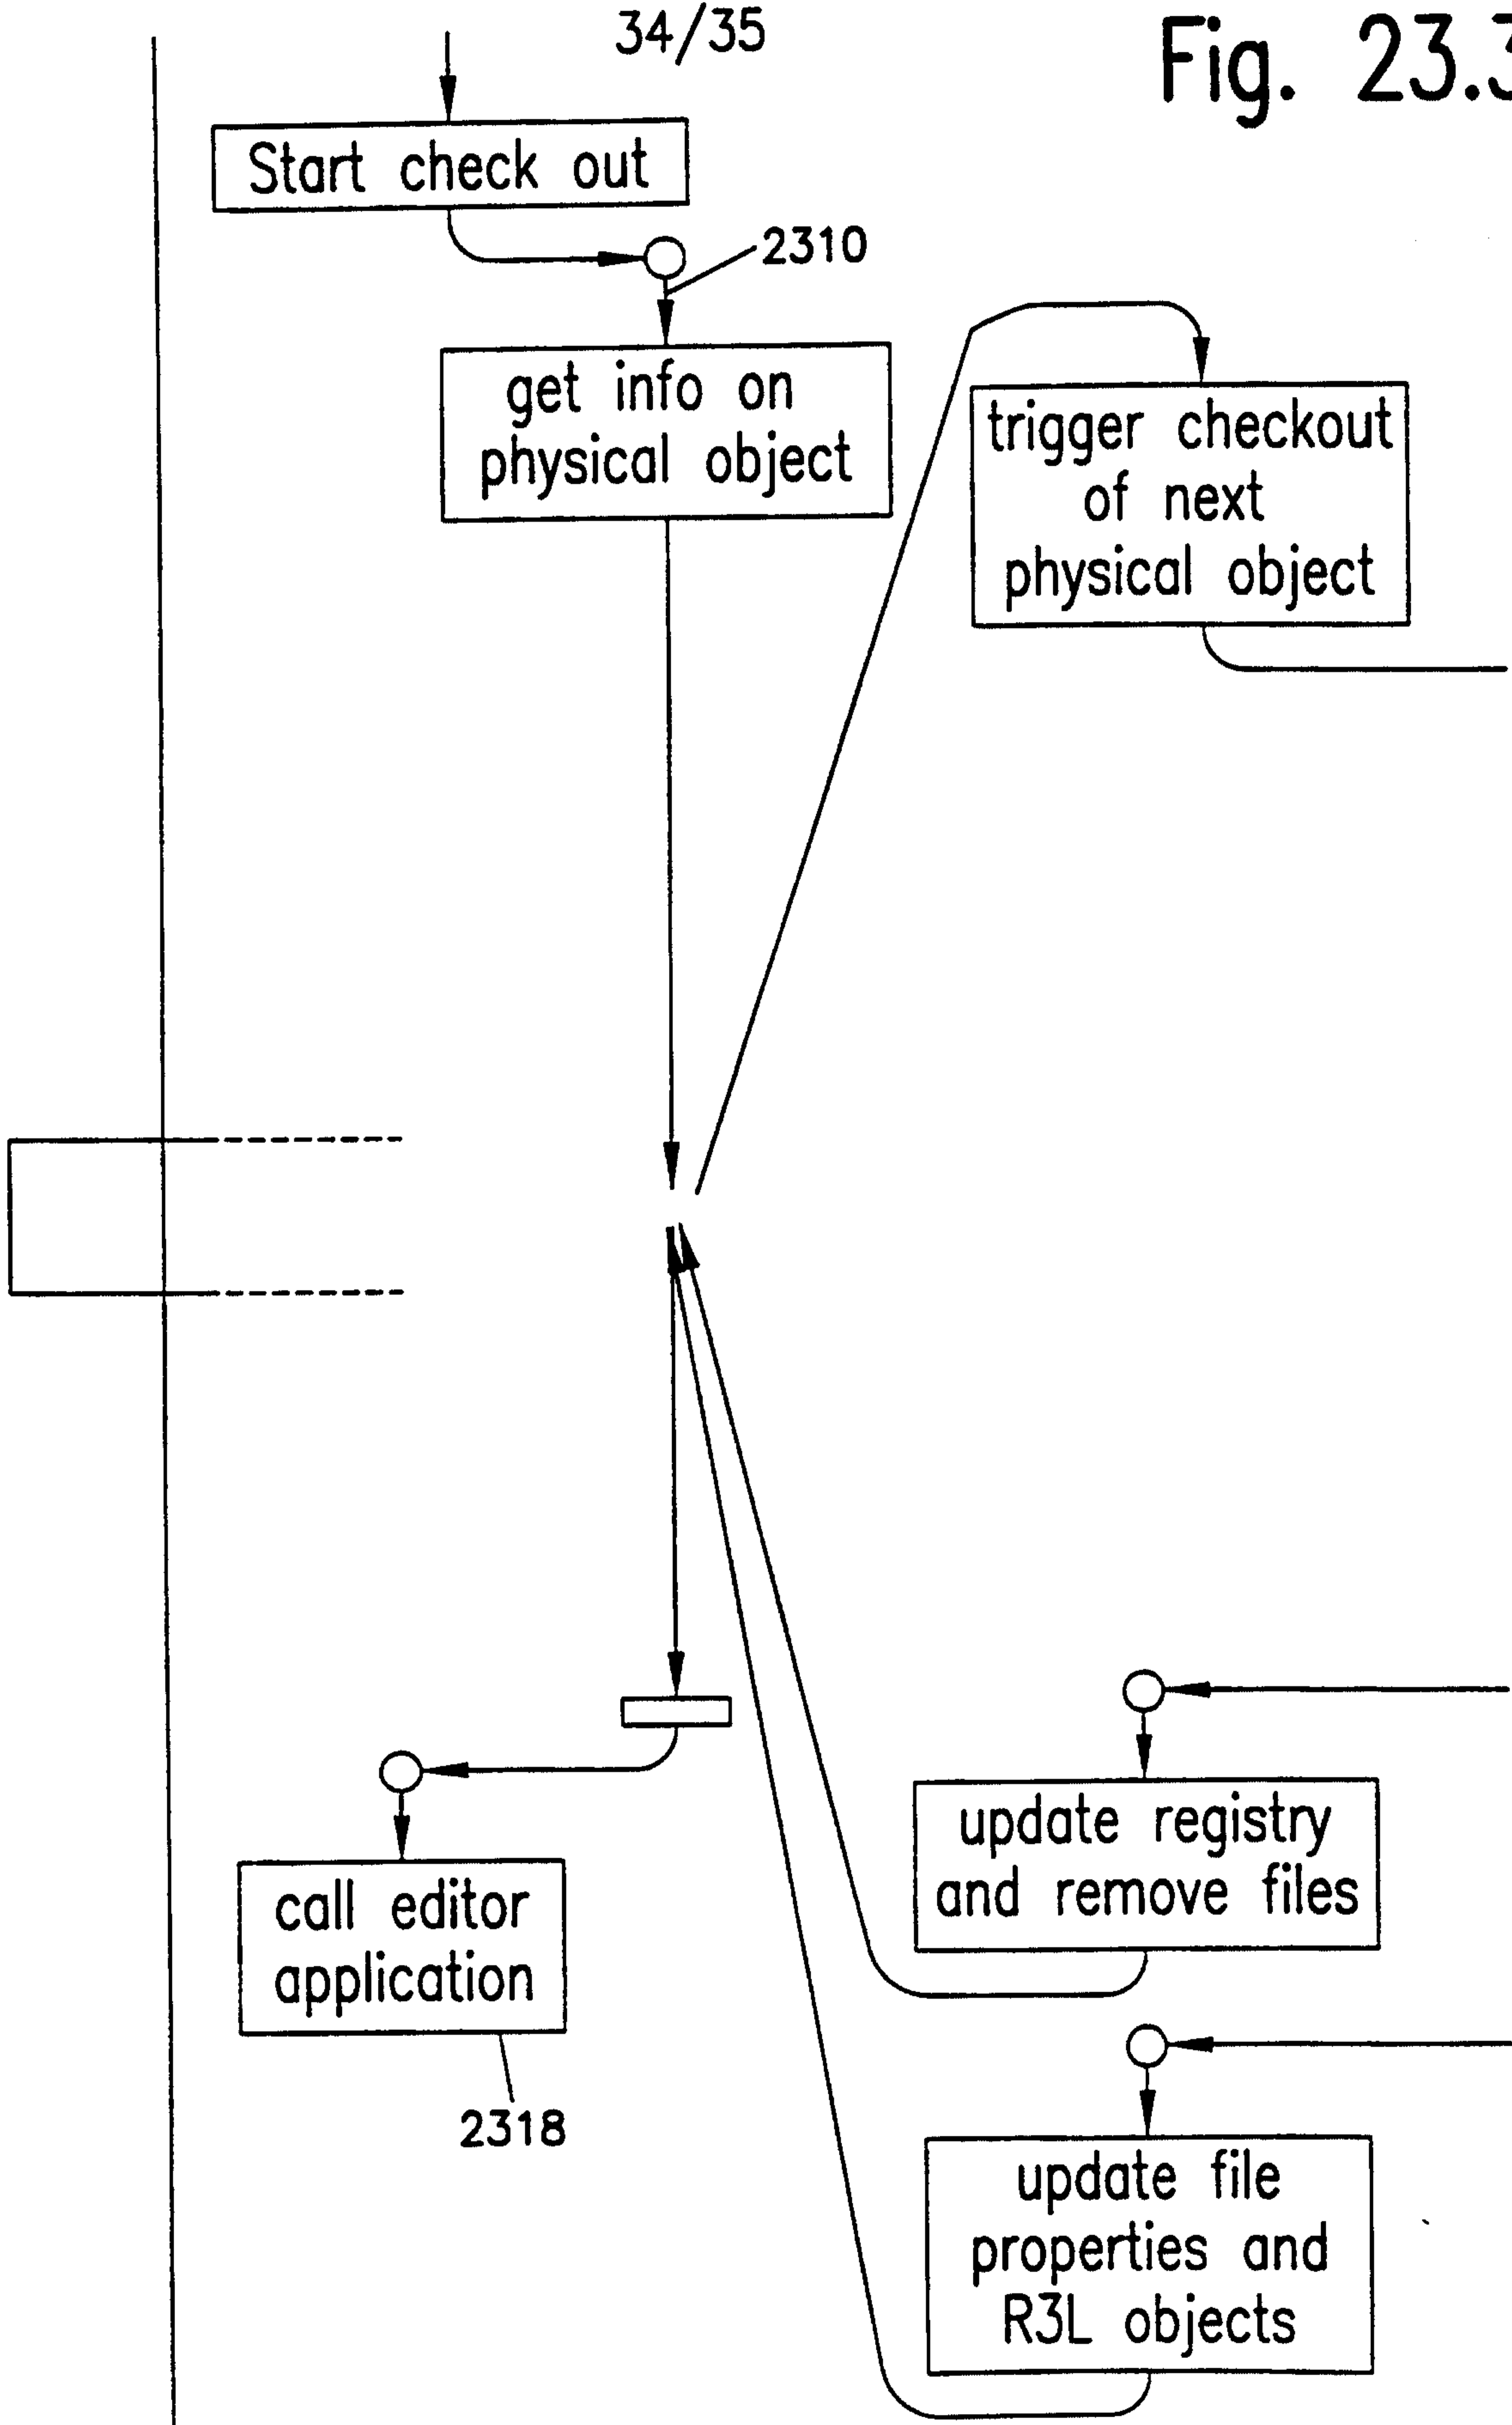 34/35
Fig. 23.3
Start check out
2310
get info on
physical object
trigger checkout
of next
physical object
update registry
and remove files
call editor
application
2318
update file
properties and
R3L objects